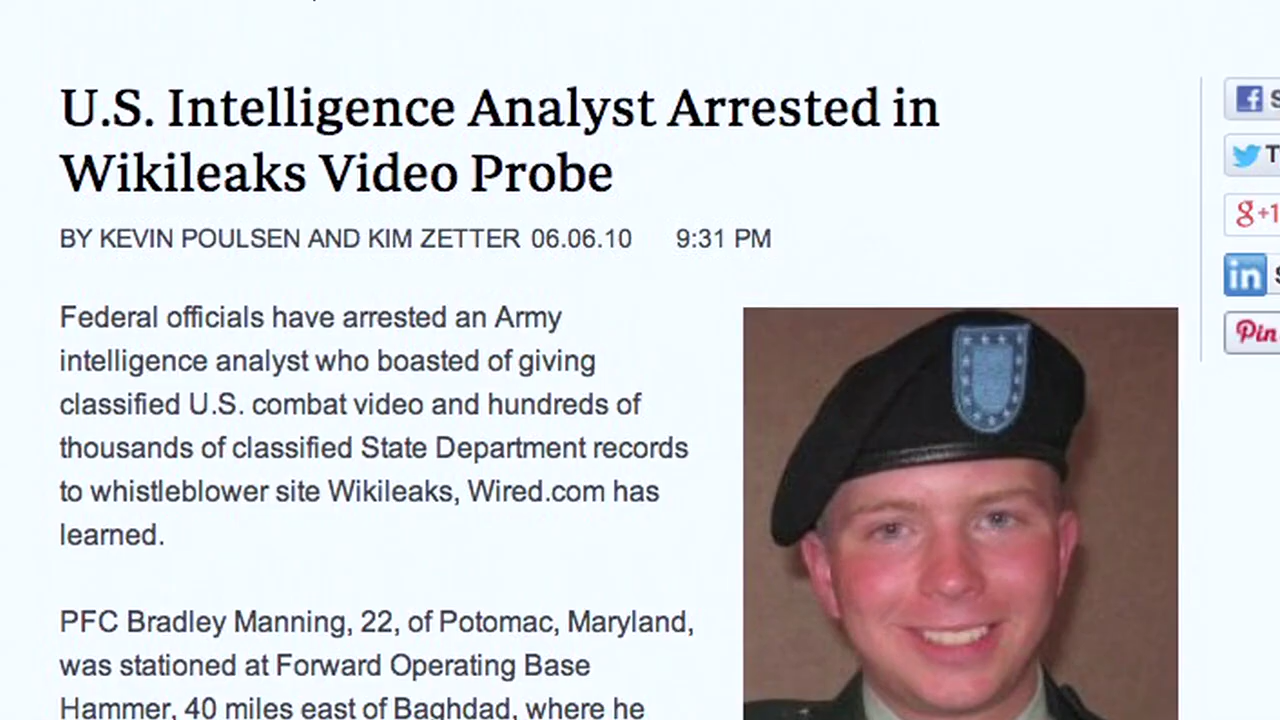 U.S. Intelligence Analyst Arrested in
Wikileaks Video Probe
BY KEVIN POULSEN AND KIM ZETTER 06.06.10 9:31 PM
Federal officials have arrested an Army
intelligence analyst who boasted of giving
classified U.S. combat video and hundreds of
thousands of classified State Department records
to whistleblower site Wikileaks, Wired.com has
learned.
PFC Bradley Manning, 22, of Potomac, Maryland,
was stationed at Forward Operating Base
Hammer, 40 miles east of Baghdad, where he
f S
T
g+1
in S
Pin